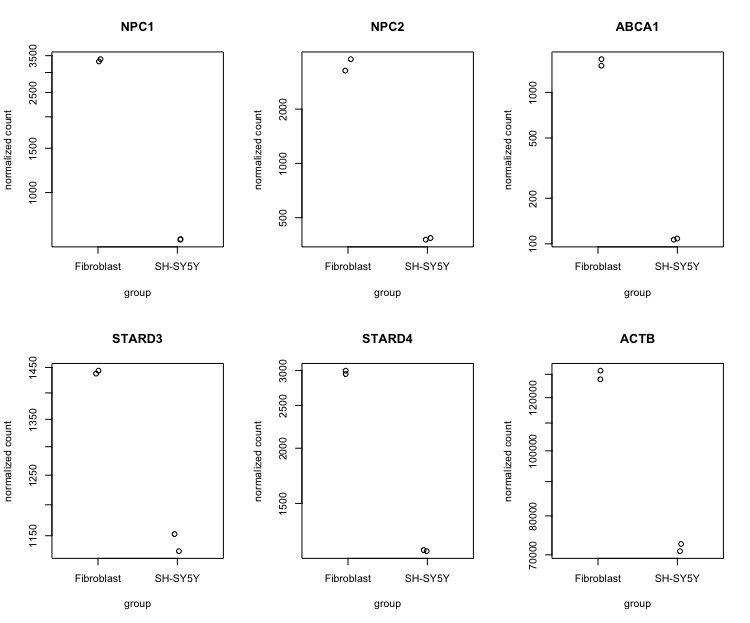 NPC1
normalized count
3500
2500
1500
1000
Fibroblast SH-SY5Y
group
NPC2
normalized count
2000
1000
500
Fibroblast SH-SY5Y
group
ABCA1
normalized count
1000
500
200
100
Fibroblast SH-SY5Y
group
STARD3
normalized count
1450
1350
1250
1150
Fibroblast SH-SY5Y
group
STARD4
normalized count
3000
2500
2000
1500
Fibroblast SH-SY5Y
group
ACTB
normalized count
120000
100000
80000
70000
Fibroblast SH-SY5Y
group